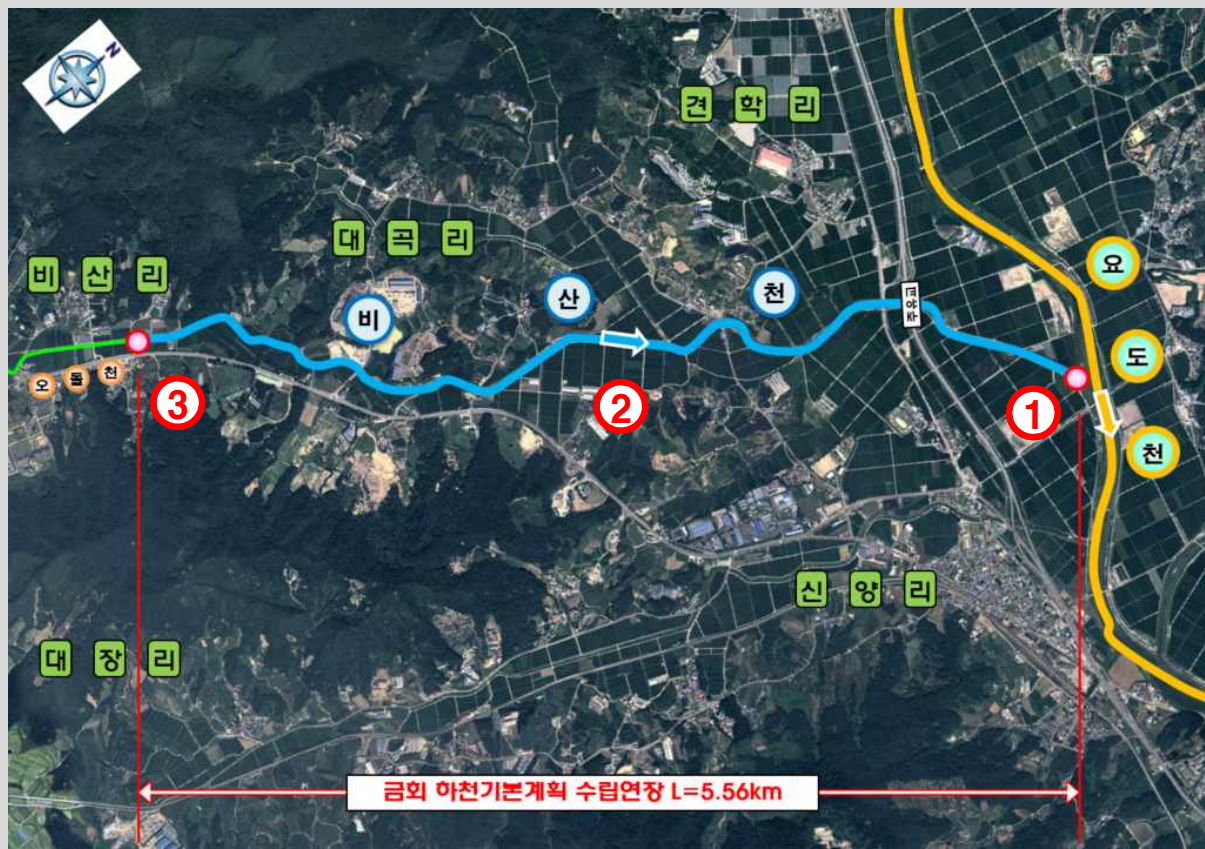 N
견 학 리
대 곡 리
비 산 리
비 산 천
요 도 천
오 돌 천
③
②
①
신 양 리
대 장 리
금회 하천기본계획 수립연장 L=5.56km